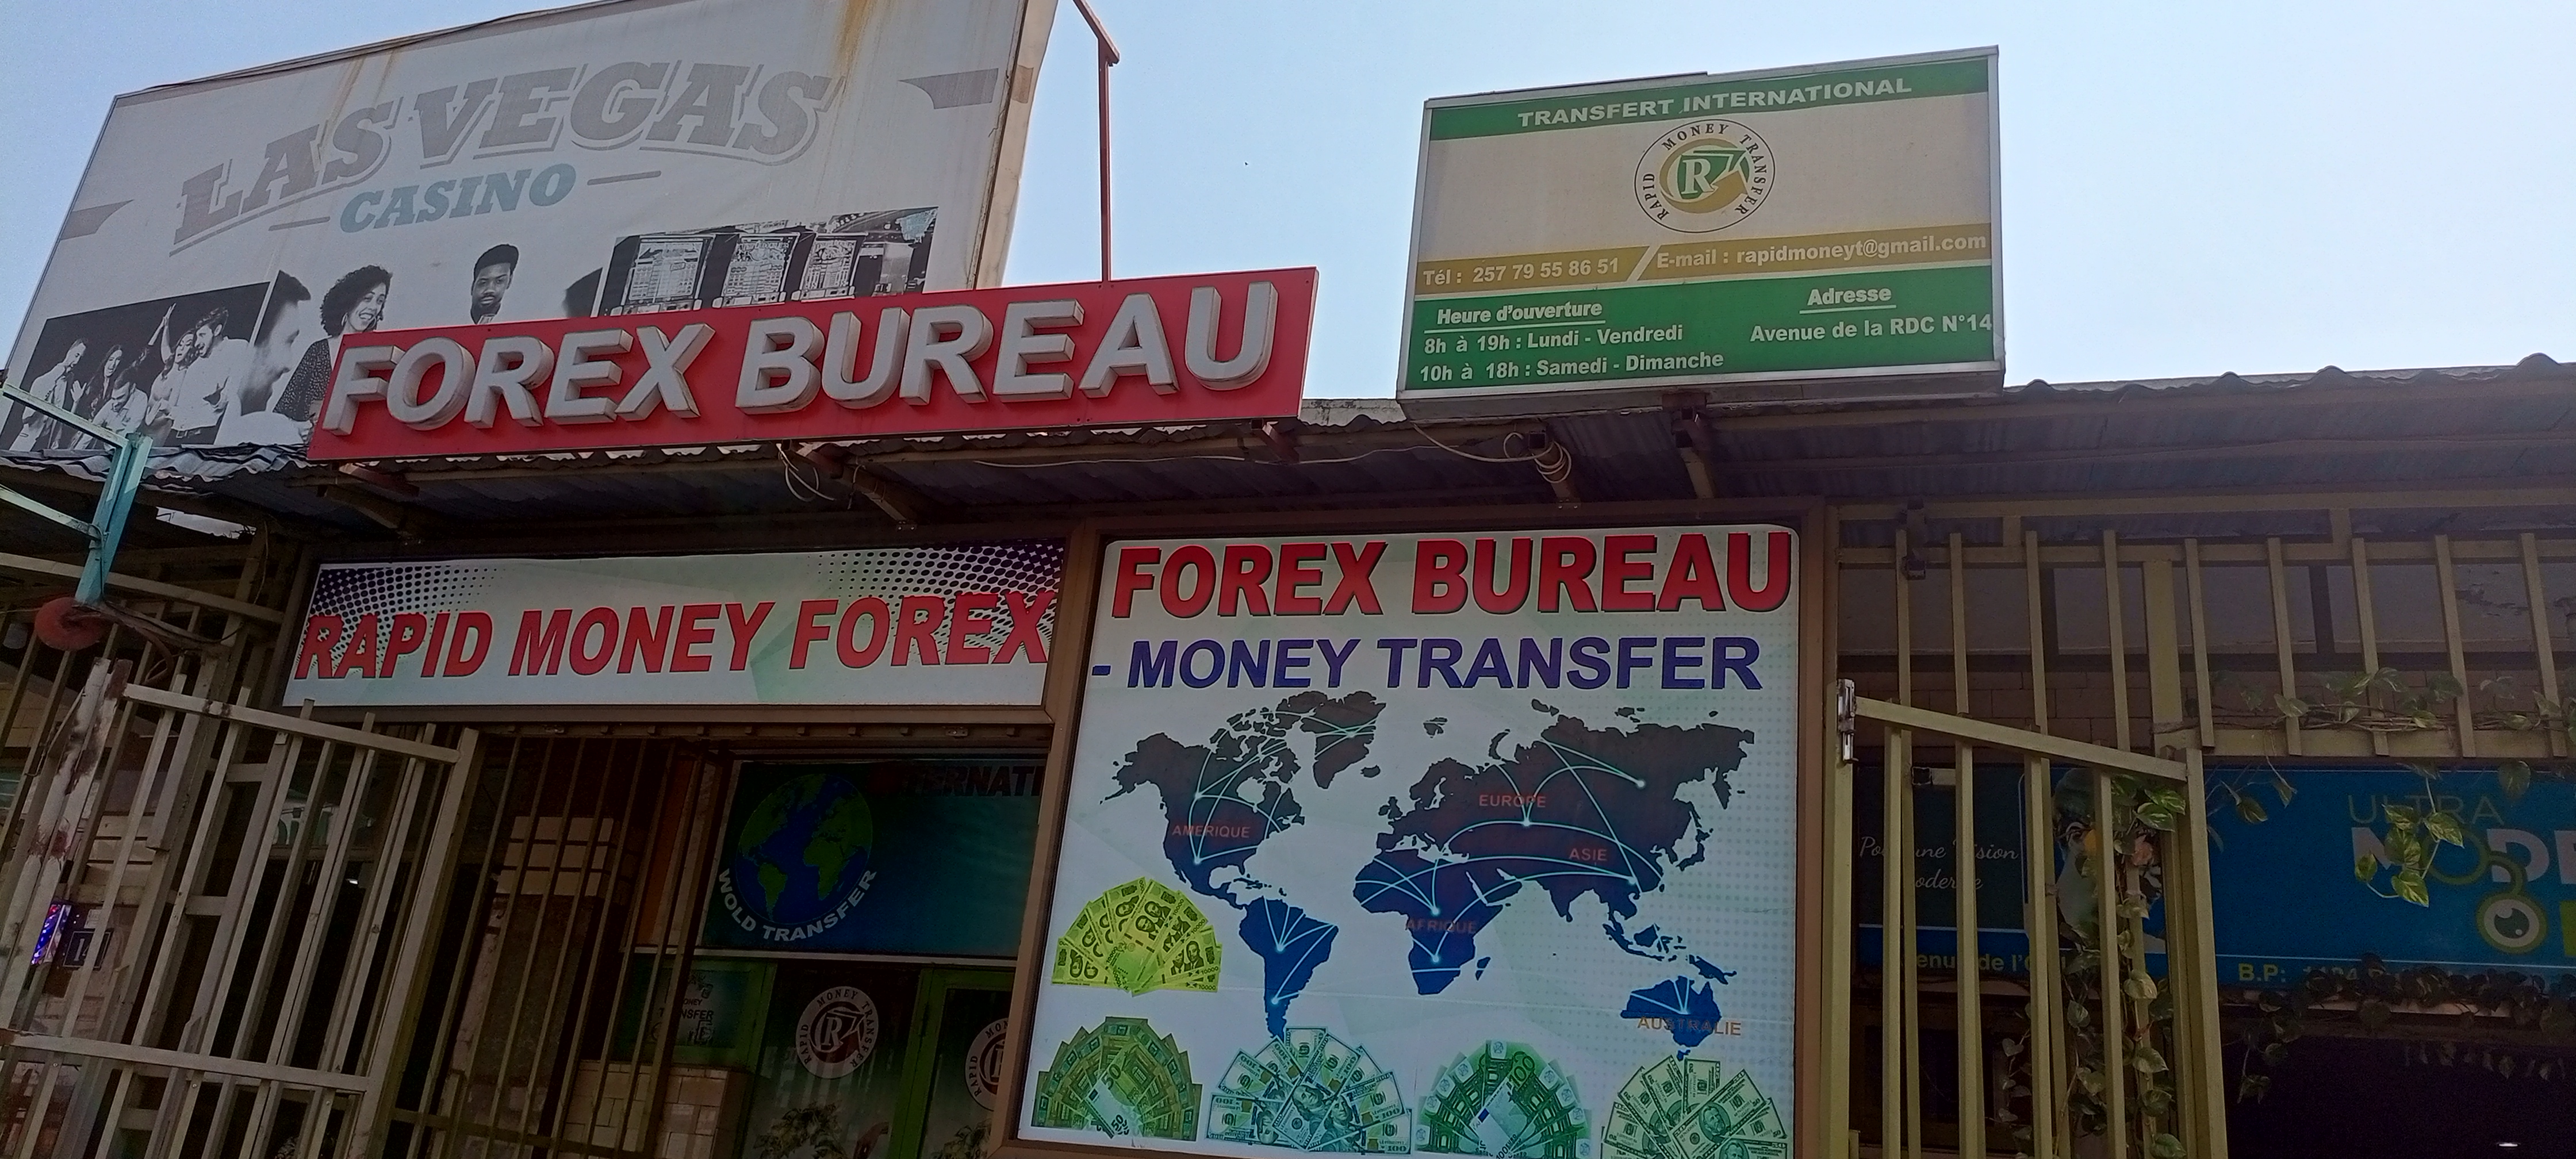 LAS VEGAS
CASINO
FOREX BUREAU
TRANSFERT INTERNATIONAL
RAPID MONEY TRANSFER
R
Tél : 257 79 55 86 51 / E-mail : rapidmoneyt@gmail.com
Heure d'ouverture
8h à 19h : Lundi - Vendredi
10h à 18h : Samedi - Dimanche
Adresse
Avenue de la RDC N°14
RAPID MONEY FOREX
FOREX BUREAU
- MONEY TRANSFER
AMERIQUE
EUROPE
ASIE
AFRIQUE
AUSTRALIE
WOLD TRANSFER
RAPID MONEY TRANSFER
R
ULTRA
B.P: